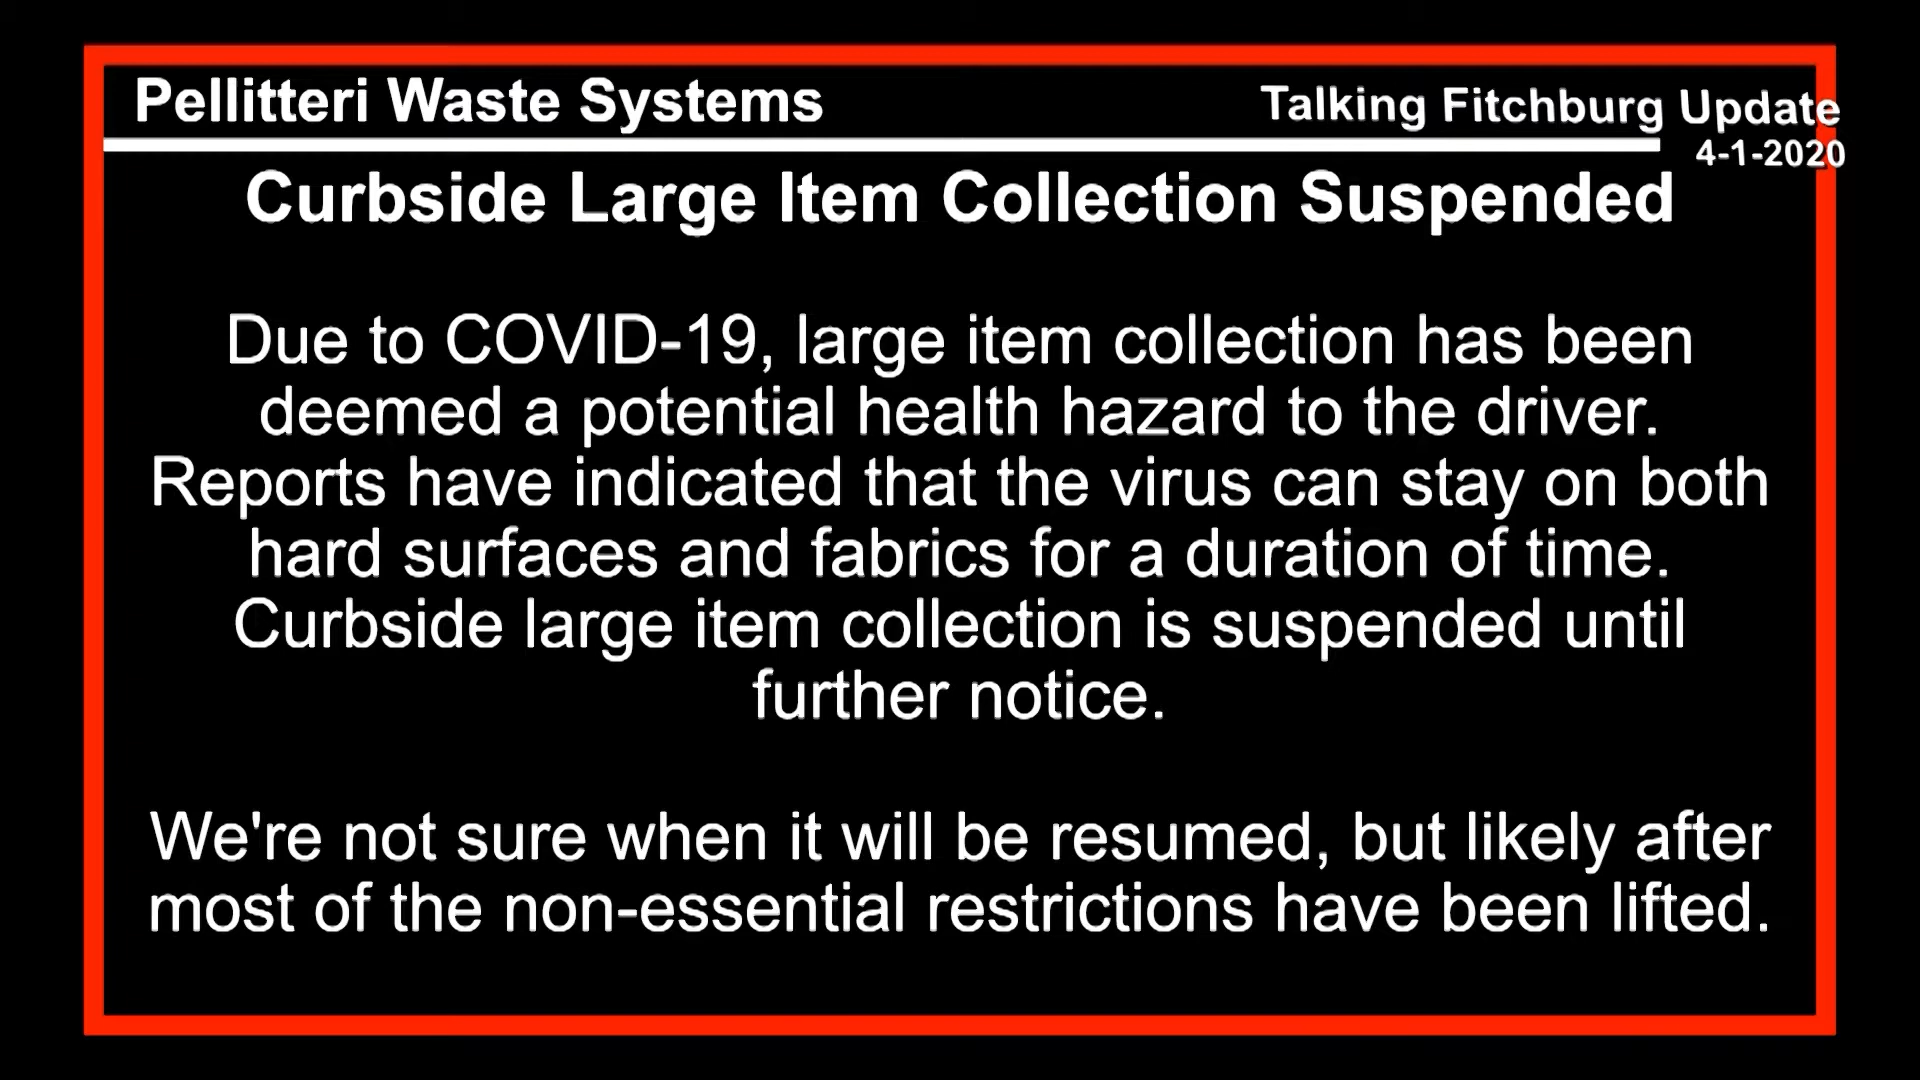 Pellitteri Waste Systems
Talking Fitchburg Update
4-1-2020
Curbside Large Item Collection Suspended
Due to COVID-19, large item collection has been
deemed a potential health hazard to the driver.
Reports have indicated that the virus can stay on both
hard surfaces and fabrics for a duration of time.
Curbside large item collection is suspended until
further notice.
We're not sure when it will be resumed, but likely after
most of the non-essential restrictions have been lifted.